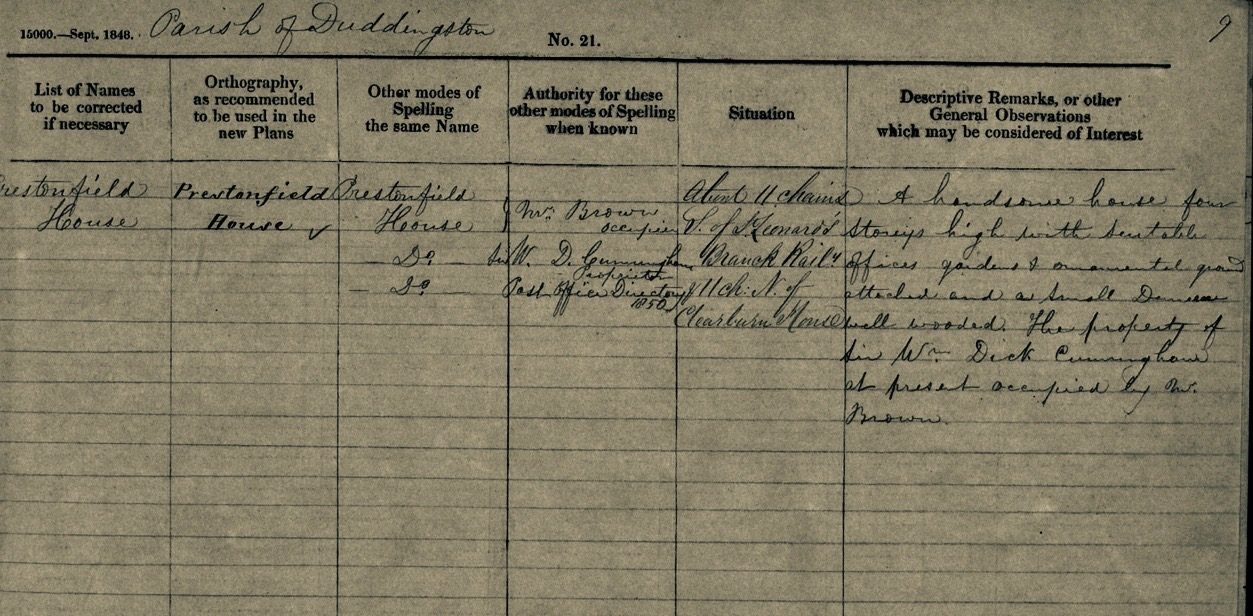 15000.—Sept. 1848. Parish of Duddingston No. 21. 9
List of Names
to be corrected
if necessary
Orthography,
as recommended
to be used in the
new Plans
Other modes of
Spelling
the same Name
Authority for these
other modes of Spelling
when known
Situation
Descriptive Remarks, or other
General Observations
which may be considered of Interest
Prestonfield
House
Prestonfield
House ✓
Prestonfield
House
Do
Do
Mr. Brown
occupier
Sir W. D. Cunningham
Proprietor
Post Office Directory
1850
About 11 chains
S. of St Leonard's
Branch Raily
& 11 ch: N. of
Clearburn House
A handsome house four
Storeys high with Suitable
offices gardens & ornamental ground
attached and a Small Demesne
well wooded. The property of
Sir Wm Dick Cunningham
at present occupied by Mr.
Brown.